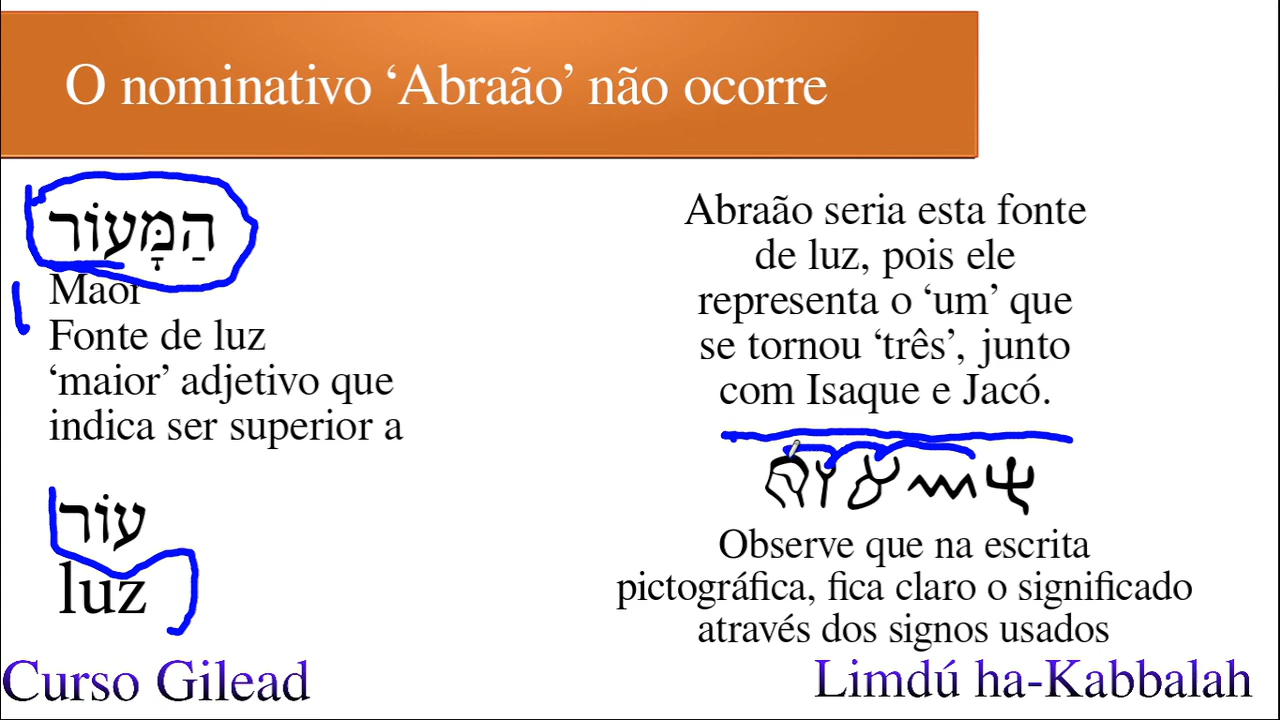 O nominativo ‘Abraão’ não ocorre
הַמָּעוֹר
Maor
Fonte de luz
‘maior’ adjetivo que
indica ser superior a
עוֹר
luz
Abraão seria esta fonte
de luz, pois ele
representa o ‘um’ que
se tornou ‘três’, junto
com Isaque e Jacó.
Observe que na escrita
pictográfica, fica claro o significado
através dos signos usados
Curso Gilead
Limdú ha-Kabbalah